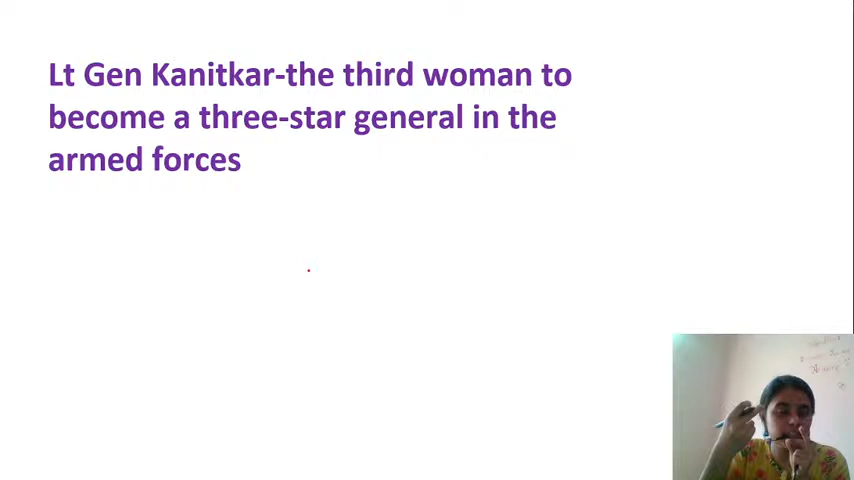 Lt Gen Kanitkar-the third woman to
become a three-star general in the
armed forces